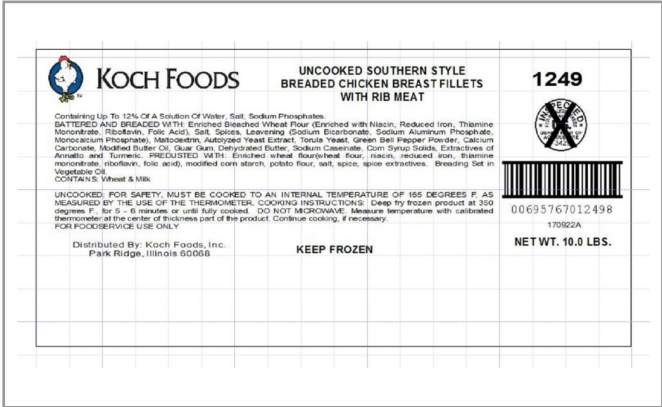 KOCH FOODS
UNCOOKED SOUTHERN STYLE
BREADED CHICKEN BREAST FILLETS
WITH RIB MEAT
1249
Containing Up To 12% Of A Solution Of Water, Salt, Sodium Phosphates.
BATTERED AND BREADED WITH: Enriched Bleached Wheat Flour (Enriched with Niacin, Reduced Iron, Thiamine
Mononitrate, Riboflavin, Folic Acid), Salt, Spices, Leavening (Sodium Bicarbonate, Sodium Aluminum Phosphate,
Monocalcium Phosphate), Maltodextrin, Autolyzed Yeast Extract, Torula Yeast, Green Bell Pepper Powder, Calcium
Carbonate, Modified Butter Oil, Guar Gum, Dehydrated Butter, Sodium Caseinate, Corn Syrup Solids, Extractives of
Annatto and Turmeric. PREDUSTED WITH: Enriched wheat flour(wheat flour, niacin, reduced iron, thiamine
mononitrate, riboflavin, folic acid), modified corn starch, potato flour, salt, spice, spice extractives. Breading Set in
Vegetable Oil.
CONTAINS: Wheat & Milk
UNCOOKED: FOR SAFETY, MUST BE COOKED TO AN INTERNAL TEMPERATURE OF 165 DEGREES F, AS
MEASURED BY THE USE OF THE THERMOMETER. COOKING INSTRUCTIONS: Deep fry frozen product at 350
degrees F., for 5 - 6 minutes or until fully cooked. DO NOT MICROWAVE. Measure temperature with calibrated
thermometer at the center of thickness part of the product. Continue cooking, if necessary.
FOR FOODSERVICE USE ONLY
INSPECTED
00695767012498
170922A
Distributed By: Koch Foods, Inc.
Park Ridge, Illinois 60068
KEEP FROZEN
NET WT. 10.0 LBS.